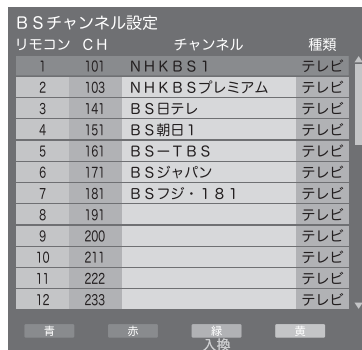 BSチャンネル設定
リモコン CH チャンネル 種類
1 101 NHKBS1 テレビ
2 103 NHKBSプレミアム テレビ
3 141 BS日テレ テレビ
4 151 BS朝日1 テレビ
5 161 BSーTBS テレビ
6 171 BSジャパン テレビ
7 181 BSフジ・181 テレビ
8 191 テレビ
9 200 テレビ
10 211 テレビ
11 222 テレビ
12 233 テレビ
青 赤 緑 黄
入換